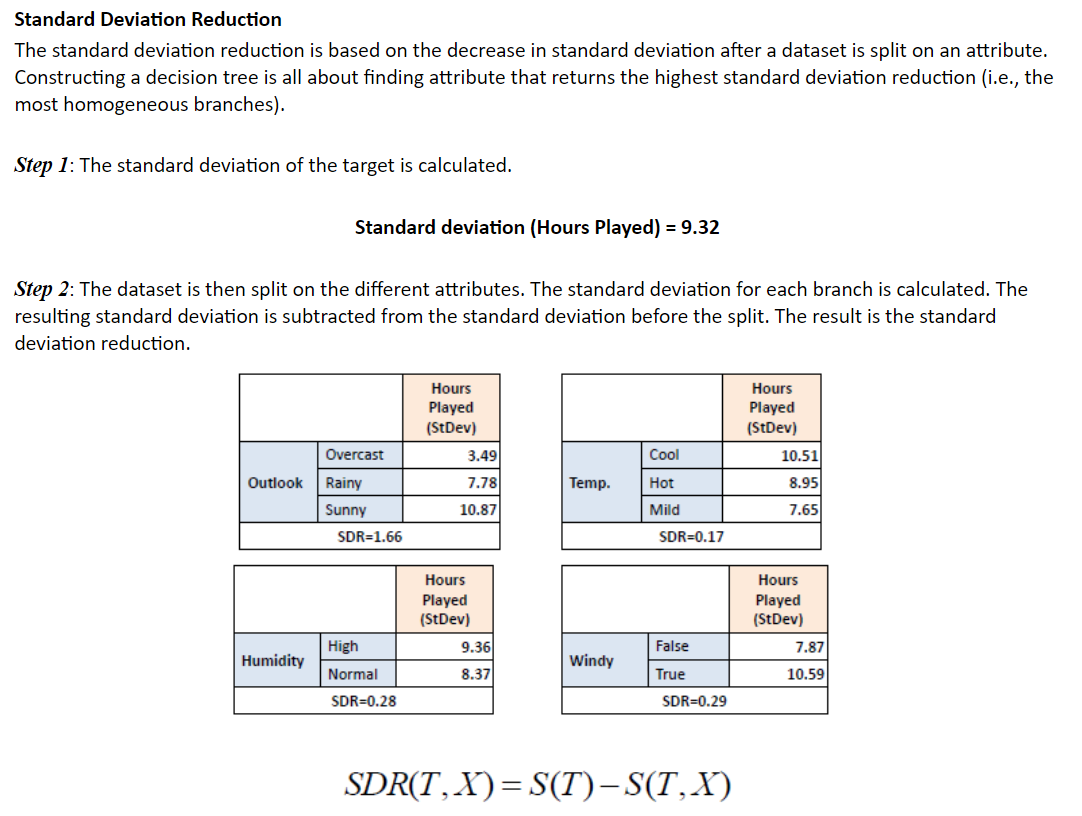 Standard Deviation Reduction
The standard deviation reduction is based on the decrease in standard deviation after a dataset is split on an attribute.
Constructing a decision tree is all about finding attribute that returns the highest standard deviation reduction (i.e., the
most homogeneous branches).
Step 1: The standard deviation of the target is calculated.
Standard deviation (Hours Played) = 9.32
Step 2: The dataset is then split on the different attributes. The standard deviation for each branch is calculated. The
resulting standard deviation is subtracted from the standard deviation before the split. The result is the standard
deviation reduction.
Hours
Played
(StDev)
Overcast 3.49
Outlook Rainy 7.78
Sunny 10.87
SDR=1.66
Hours
Played
(StDev)
Cool 10.51
Temp. Hot 8.95
Mild 7.65
SDR=0.17
Hours
Played
(StDev)
Humidity
High 9.36
Normal 8.37
SDR=0.28
Hours
Played
(StDev)
Windy
False 7.87
True 10.59
SDR=0.29
SDR(T, X) = S(T) – S(T, X)